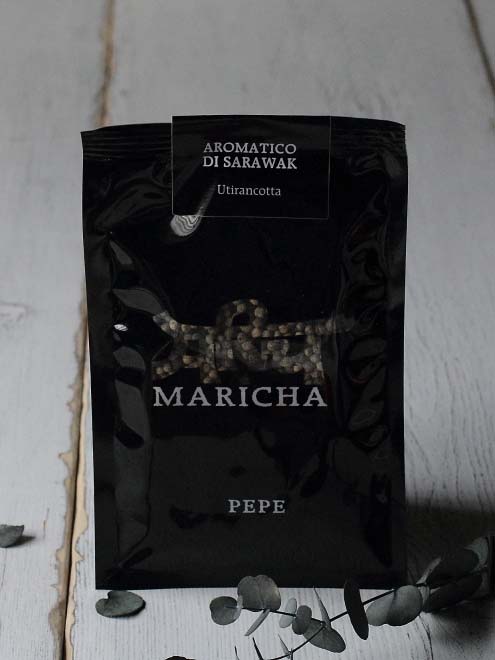 AROMATICO
DI SARAWAK
Utirancotta
MARICHA
PEPE